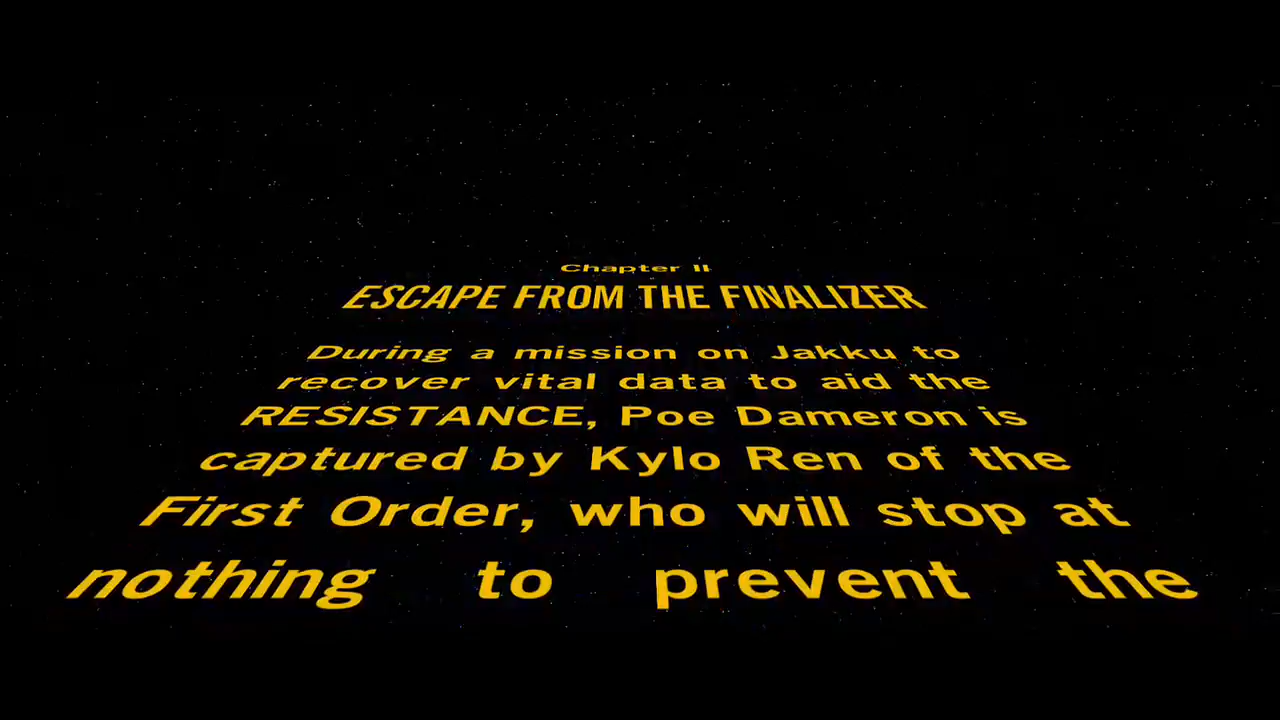 Chapter II
ESCAPE FROM THE FINALIZER
During a mission on Jakku to
recover vital data to aid the
RESISTANCE, Poe Dameron is
captured by Kylo Ren of the
First Order, who will stop at
nothing to prevent the